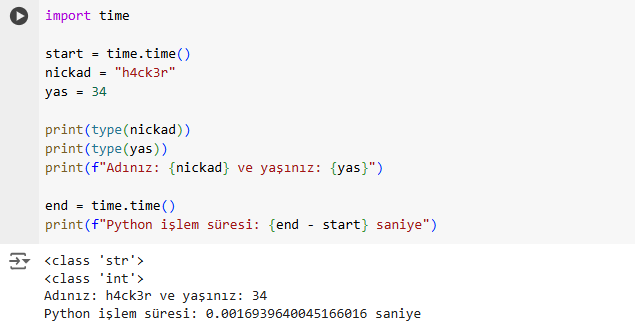 import time
start = time.time()
nickad = "h4ck3r"
yas = 34
print(type(nickad))
print(type(yas))
print(f"Adınız: {nickad} ve yaşınız: {yas}")
end = time.time()
print(f"Python işlem süresi: {end - start} saniye")
<class 'str'>
<class 'int'>
Adınız: h4ck3r ve yaşınız: 34
Python işlem süresi: 0.0016939640045166016 saniye